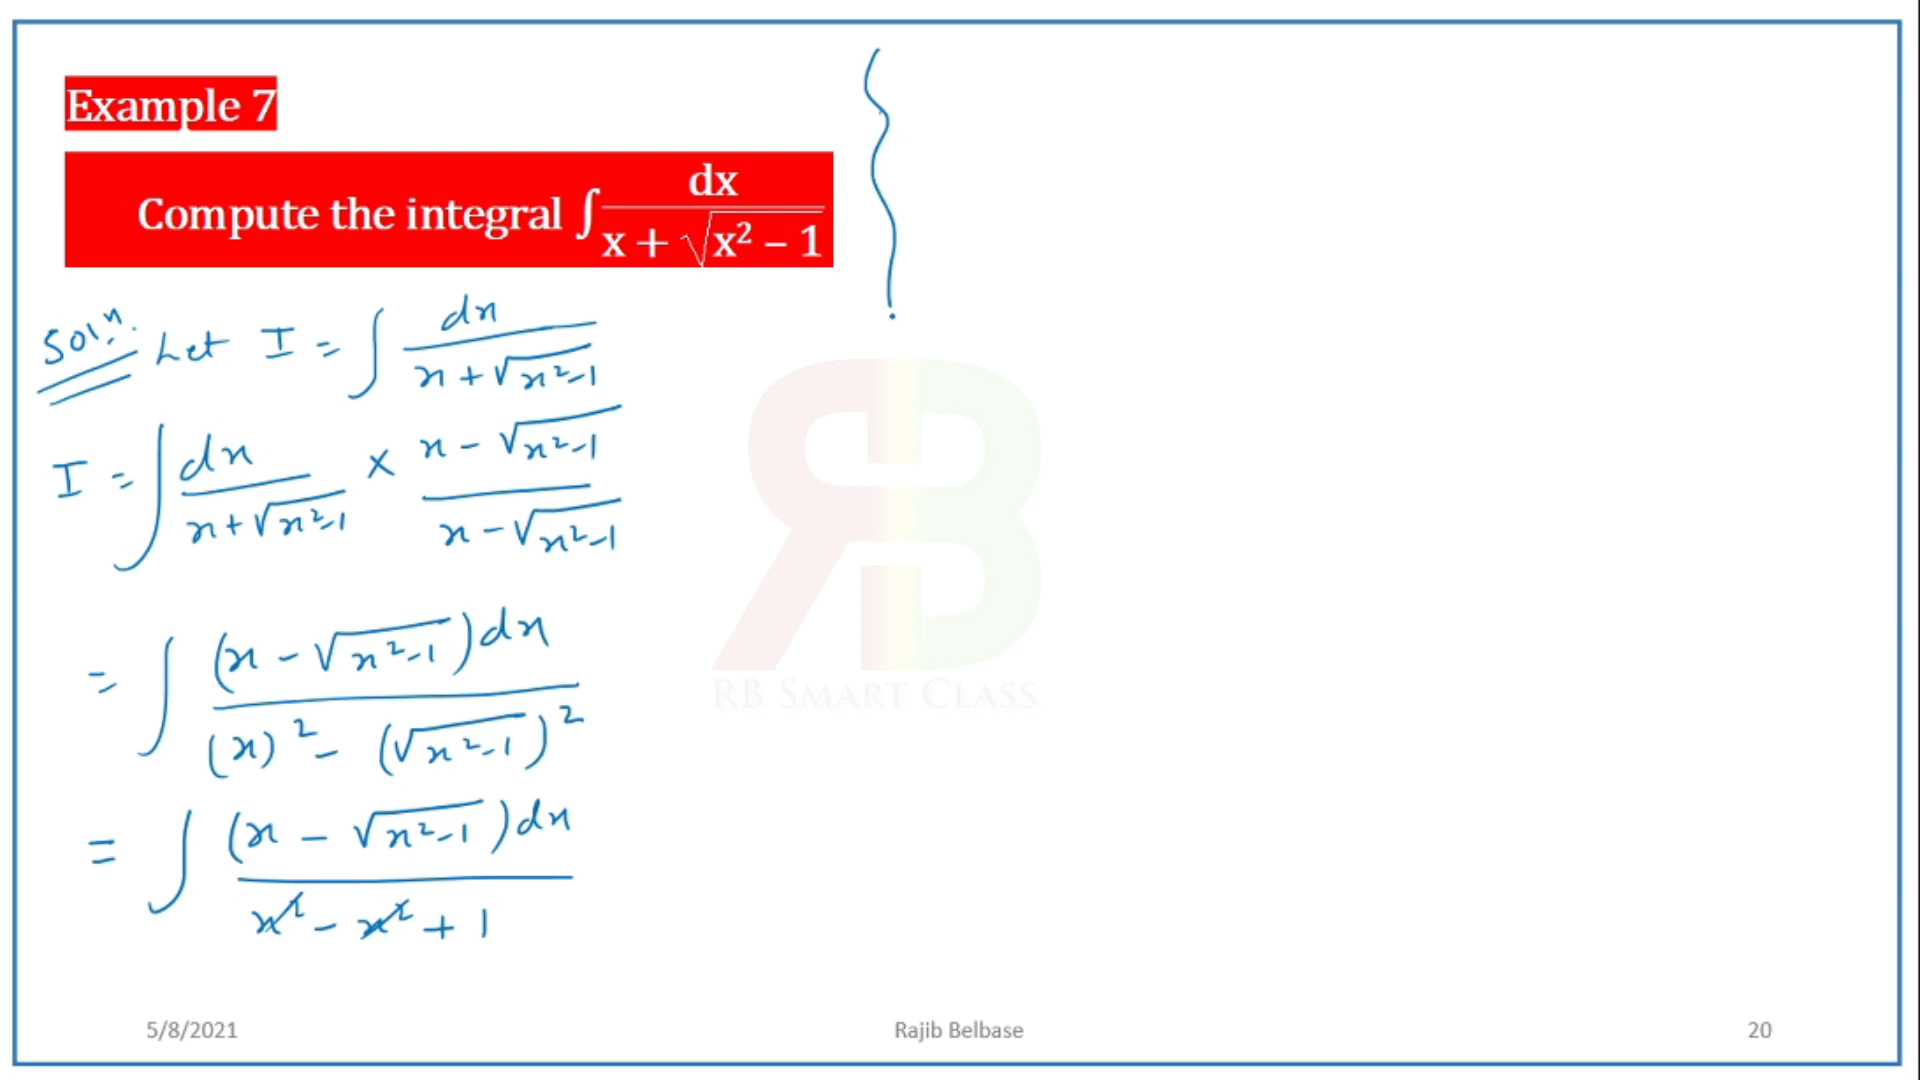 Example 7
Compute the integral ∫ dx / (x + √(x² – 1))
Solⁿ. Let I = ∫ dx / (x + √(x²-1))
I = ∫ dx / (x + √(x²-1)) × (x - √(x²-1)) / (x - √(x²-1))
= ∫ (x - √(x²-1)) dx / ((x)² - (√(x²-1))²)
= ∫ (x - √(x²-1)) dx / (x² - x² + 1)
RB SMART CLASS
5/8/2021
Rajib Belbase
20